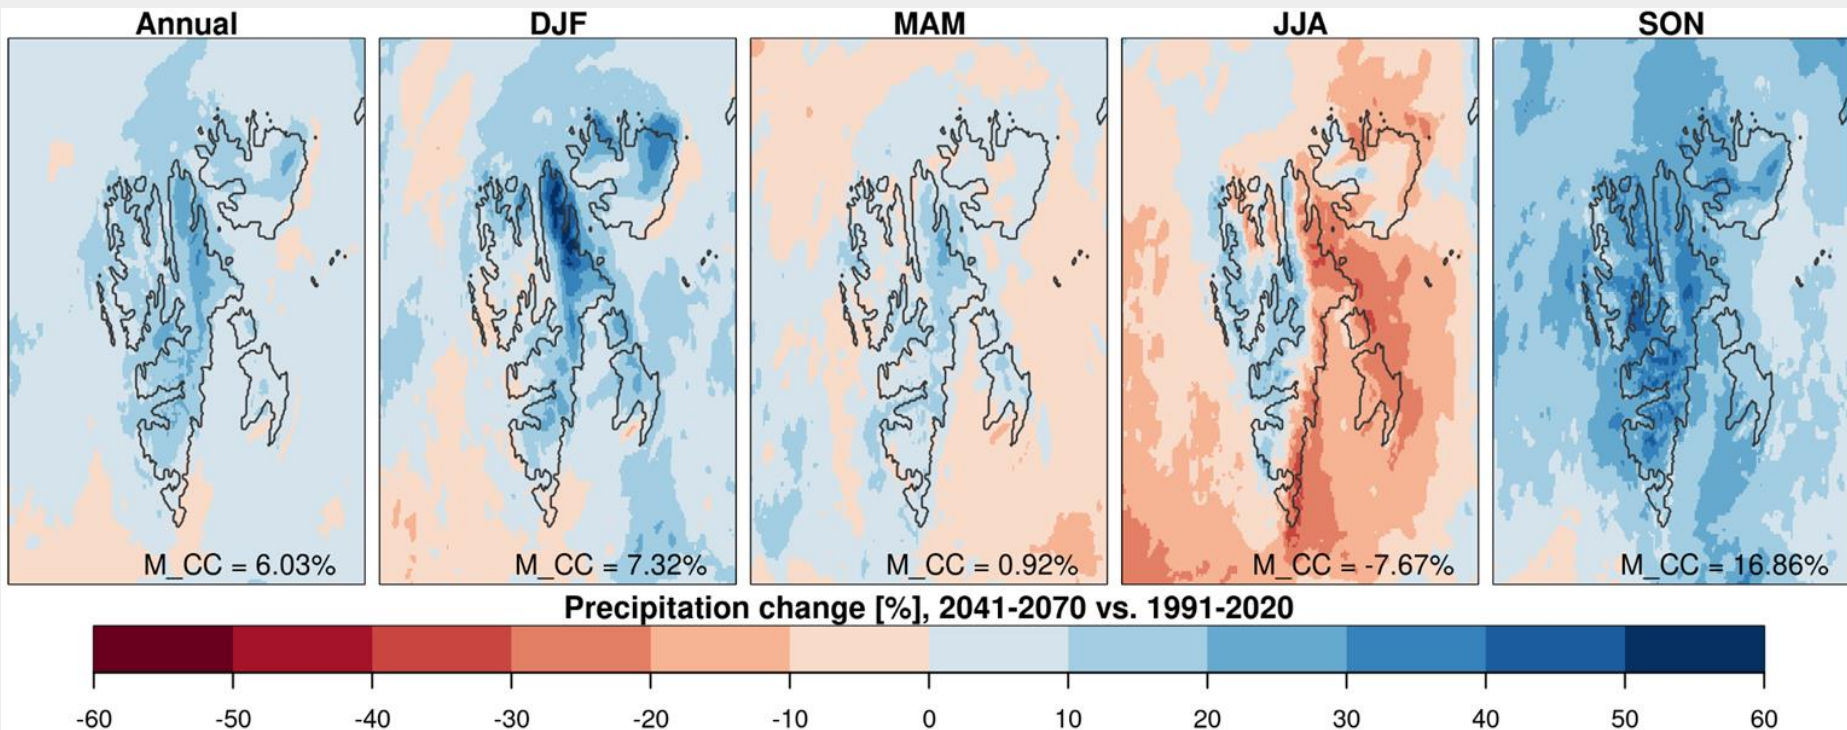 Annual DJF MAM JJA SON
M_CC = 6.03% M_CC = 7.32% M_CC = 0.92% M_CC = -7.67% M_CC = 16.86%
Precipitation change [%], 2041-2070 vs. 1991-2020
-60 -50 -40 -30 -20 -10 0 10 20 30 40 50 60